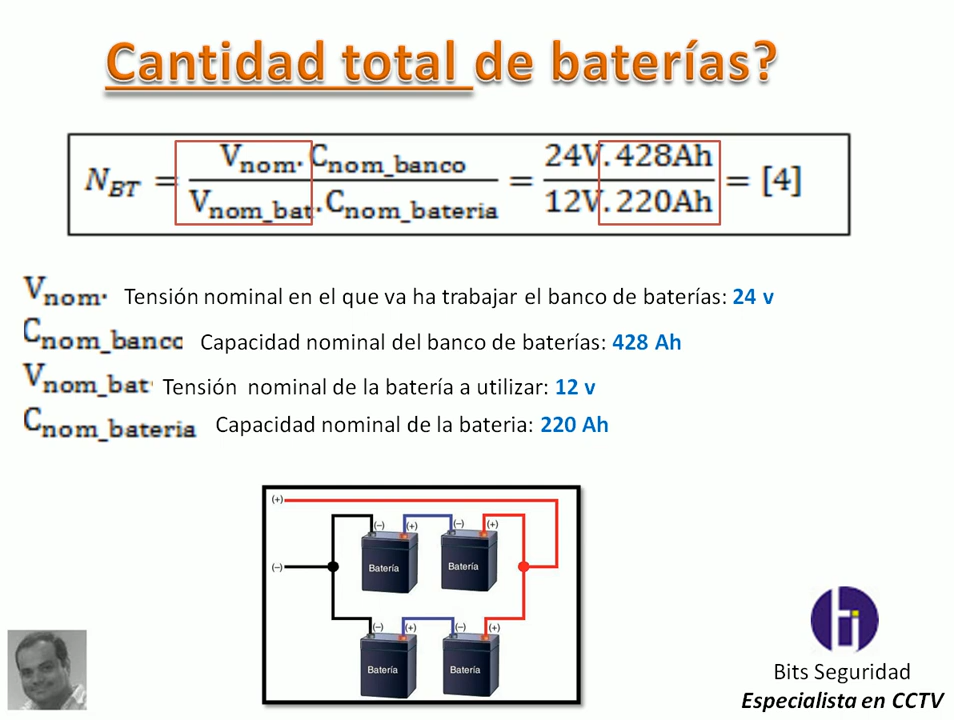 Cantidad total de baterías?
N_BT = V_nom. C_nom_banco / V_nom_bat. C_nom_bateria = 24V. 428Ah / 12V. 220Ah = [4]
V_nom. Tensión nominal en el que va ha trabajar el banco de baterías: 24 v
C_nom_banco Capacidad nominal del banco de baterías: 428 Ah
V_nom_bat. Tensión nominal de la batería a utilizar: 12 v
C_nom_bateria Capacidad nominal de la bateria: 220 Ah
(+)
(–) (+) (–) (+)
Batería Batería
(–)
(–) (+) (–) (+)
Batería Batería
Bits Seguridad
Especialista en CCTV